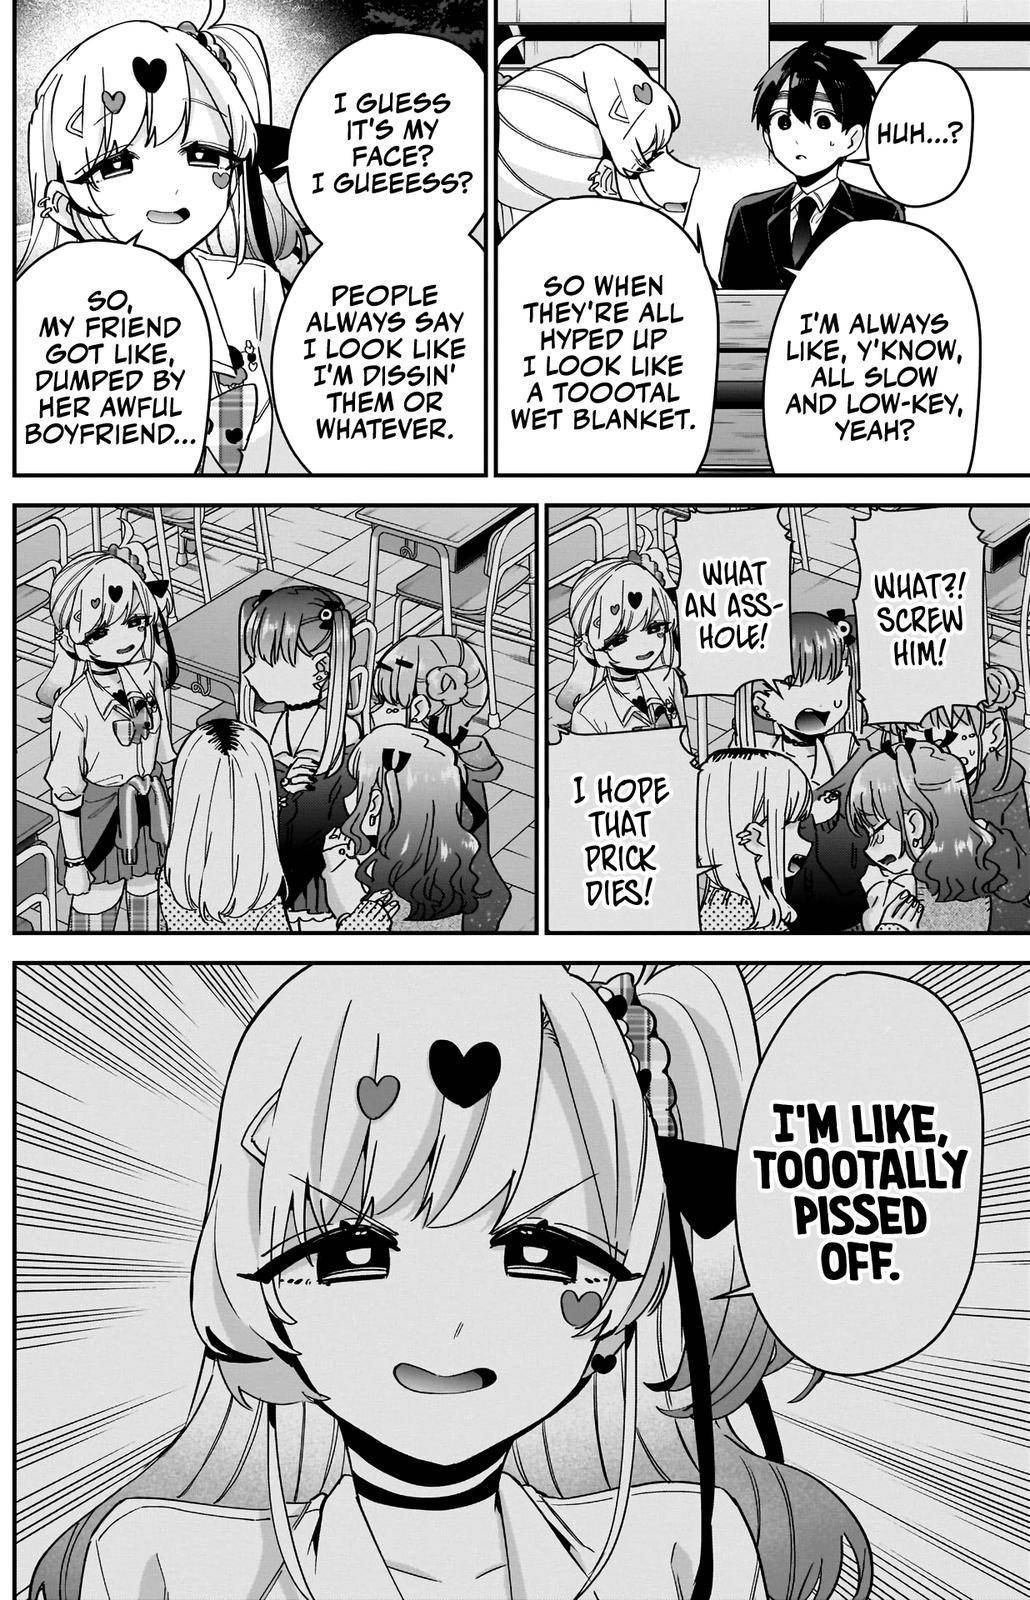 HUH...?
I'M ALWAYS
LIKE, Y'KNOW,
ALL SLOW
AND LOW-KEY,
YEAH?
SO WHEN
THEY'RE ALL
HYPED UP
I LOOK LIKE
A TOOOTAL
WET BLANKET.
I GUESS
IT'S MY
FACE?
I GUEEESS?
PEOPLE
ALWAYS SAY
I LOOK LIKE
I'M DISSIN'
THEM OR
WHATEVER.
SO,
MY FRIEND
GOT LIKE,
DUMPED BY
HER AWFUL
BOYFRIEND...
WHAT?!
SCREW
HIM!
WHAT
AN ASS-
HOLE!
I HOPE
THAT
PRICK
DIES!
I'M LIKE,
TOOOTALLY
PISSED
OFF.